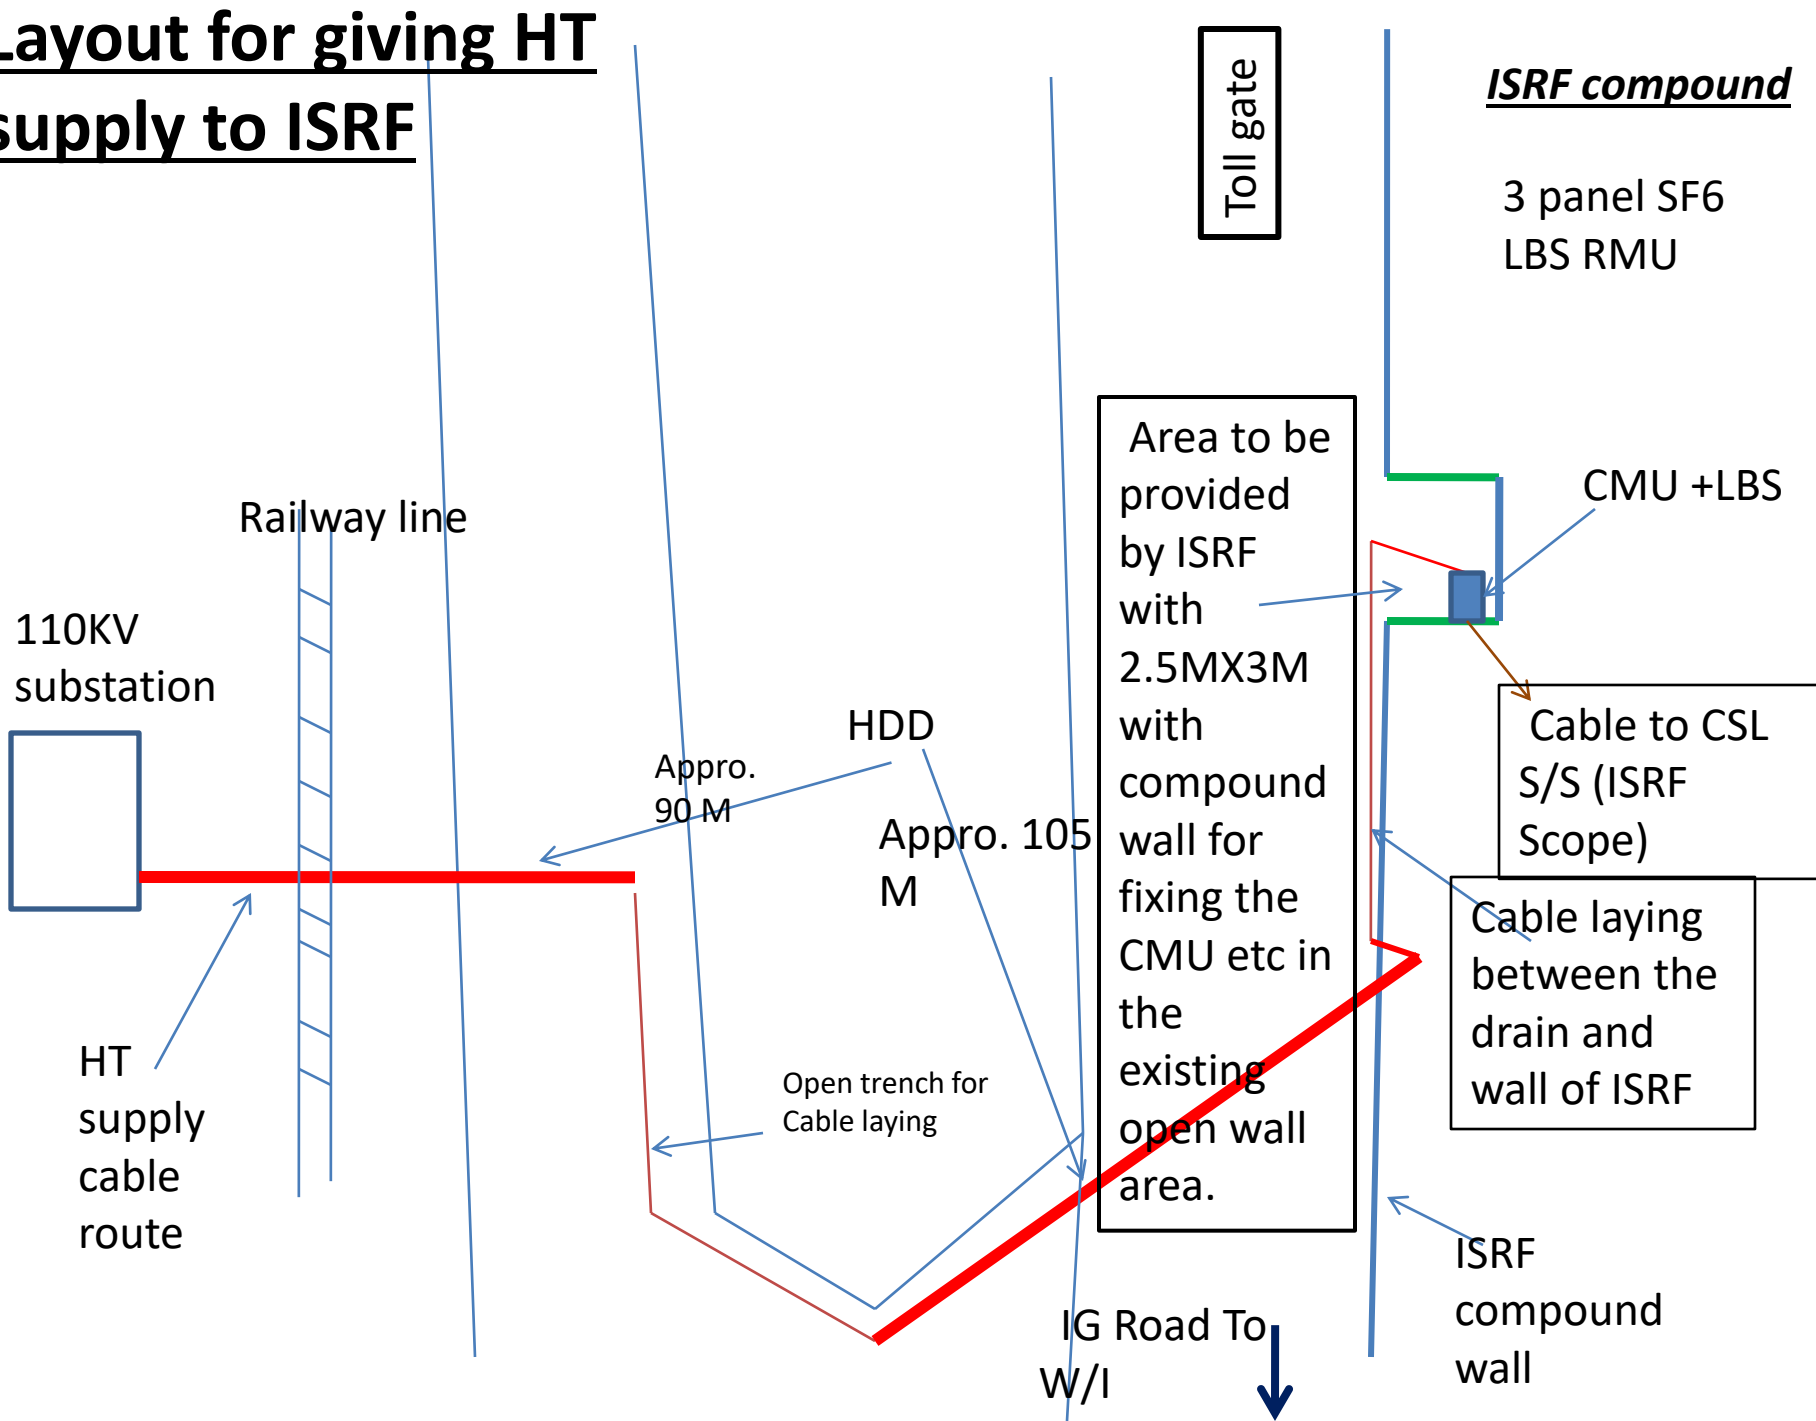 Layout for giving HT
supply to ISRF
Toll gate
ISRF compound
3 panel SF6
LBS RMU
Railway line
110KV
substation
HDD
Appro.
90 M
Appro. 105
M
Area to be
provided
by ISRF
with
2.5MX3M
with
compound
wall for
fixing the
CMU etc in
the
existing
open wall
area.
CMU +LBS
Cable to CSL
S/S (ISRF
Scope)
Cable laying
between the
drain and
wall of ISRF
HT
supply
cable
route
Open trench for
Cable laying
IG Road To
W/I
ISRF
compound
wall